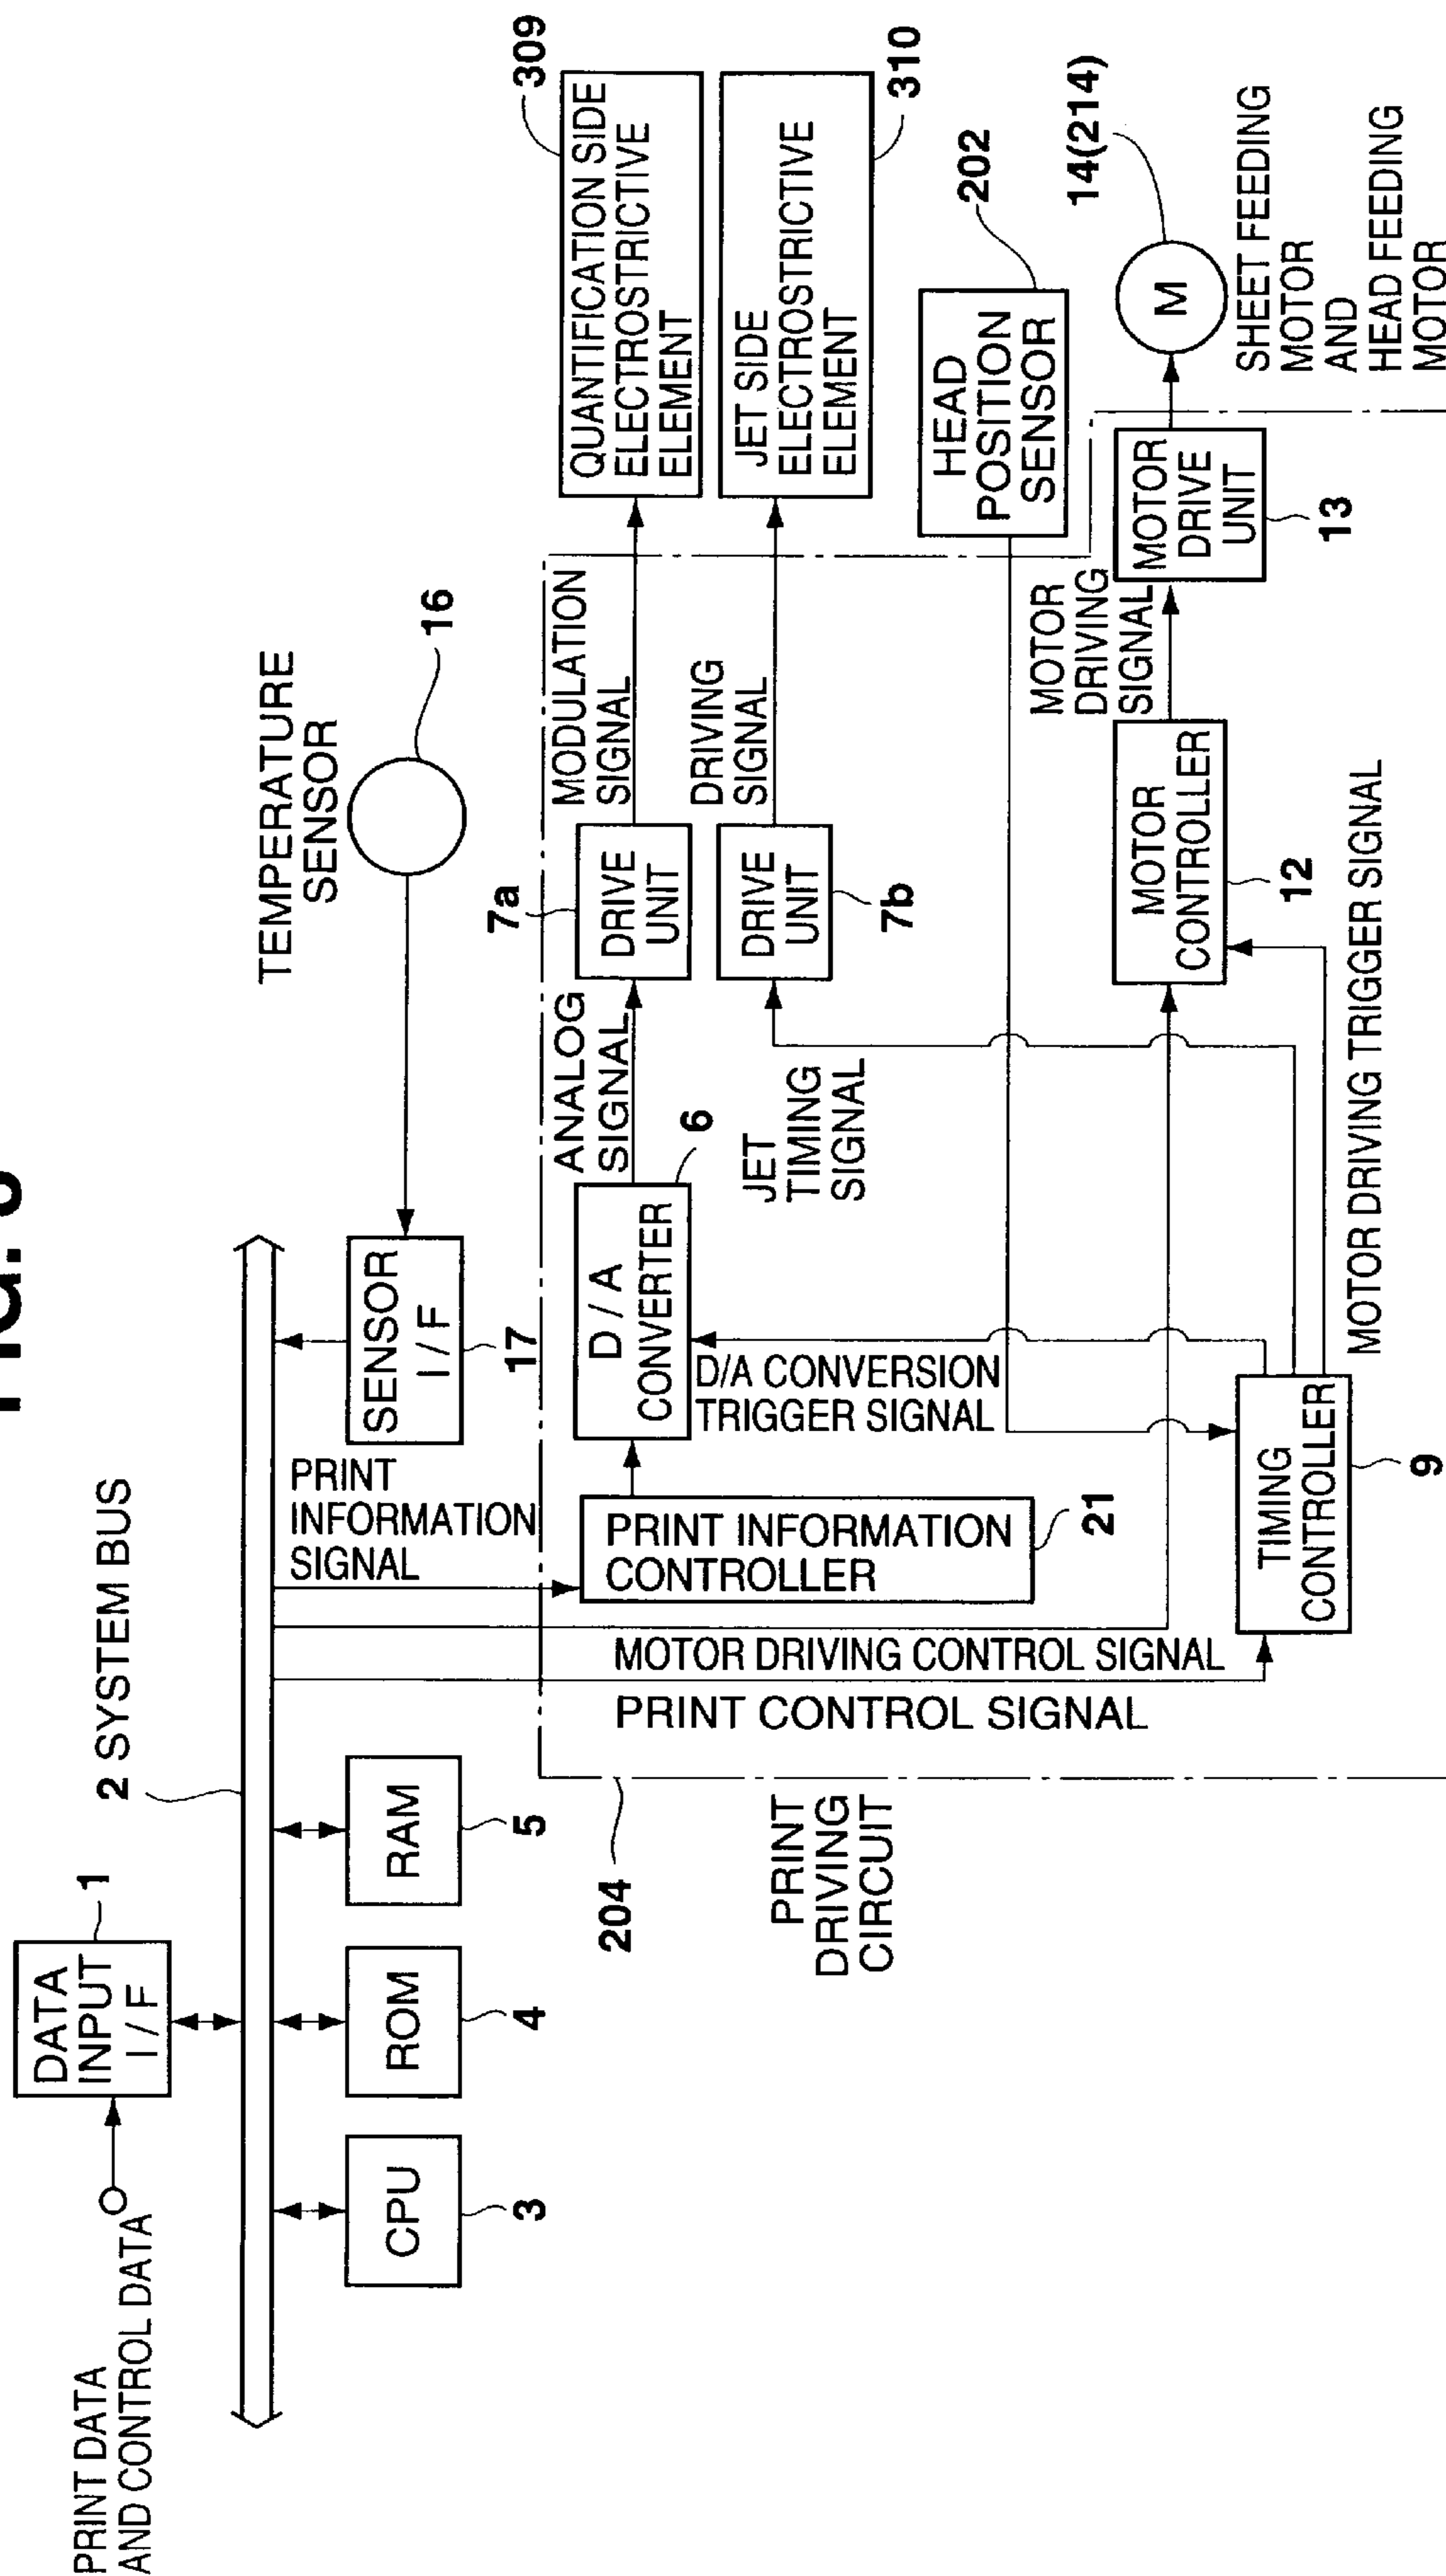 PRINT DATA
AND CONTROL DATA
DATA
INPUT
I / F
1
2 SYSTEM BUS
CPU
3
ROM
4
RAM
5
TEMPERATURE
SENSOR
16
SENSOR
I / F
17
PRINT
INFORMATION
SIGNAL
204
PRINT
DRIVING
CIRCUIT
PRINT INFORMATION
CONTROLLER
21
D / A
CONVERTER
6
ANALOG
SIGNAL
7a
DRIVE
UNIT
MODULATION
SIGNAL
QUANTIFICATION SIDE
ELECTROSTRICTIVE
ELEMENT
309
JET
TIMING
SIGNAL
DRIVE
UNIT
7b
DRIVING
SIGNAL
JET SIDE
ELECTROSTRICTIVE
ELEMENT
310
D/A CONVERSION
TRIGGER SIGNAL
HEAD
POSITION
SENSOR
202
MOTOR DRIVING CONTROL SIGNAL
PRINT CONTROL SIGNAL
TIMING
CONTROLLER
9
MOTOR DRIVING TRIGGER SIGNAL
MOTOR
CONTROLLER
12
MOTOR
DRIVING
SIGNAL
MOTOR
DRIVE
UNIT
13
M
14(214)
SHEET FEEDING
MOTOR
AND
HEAD FEEDING
MOTOR